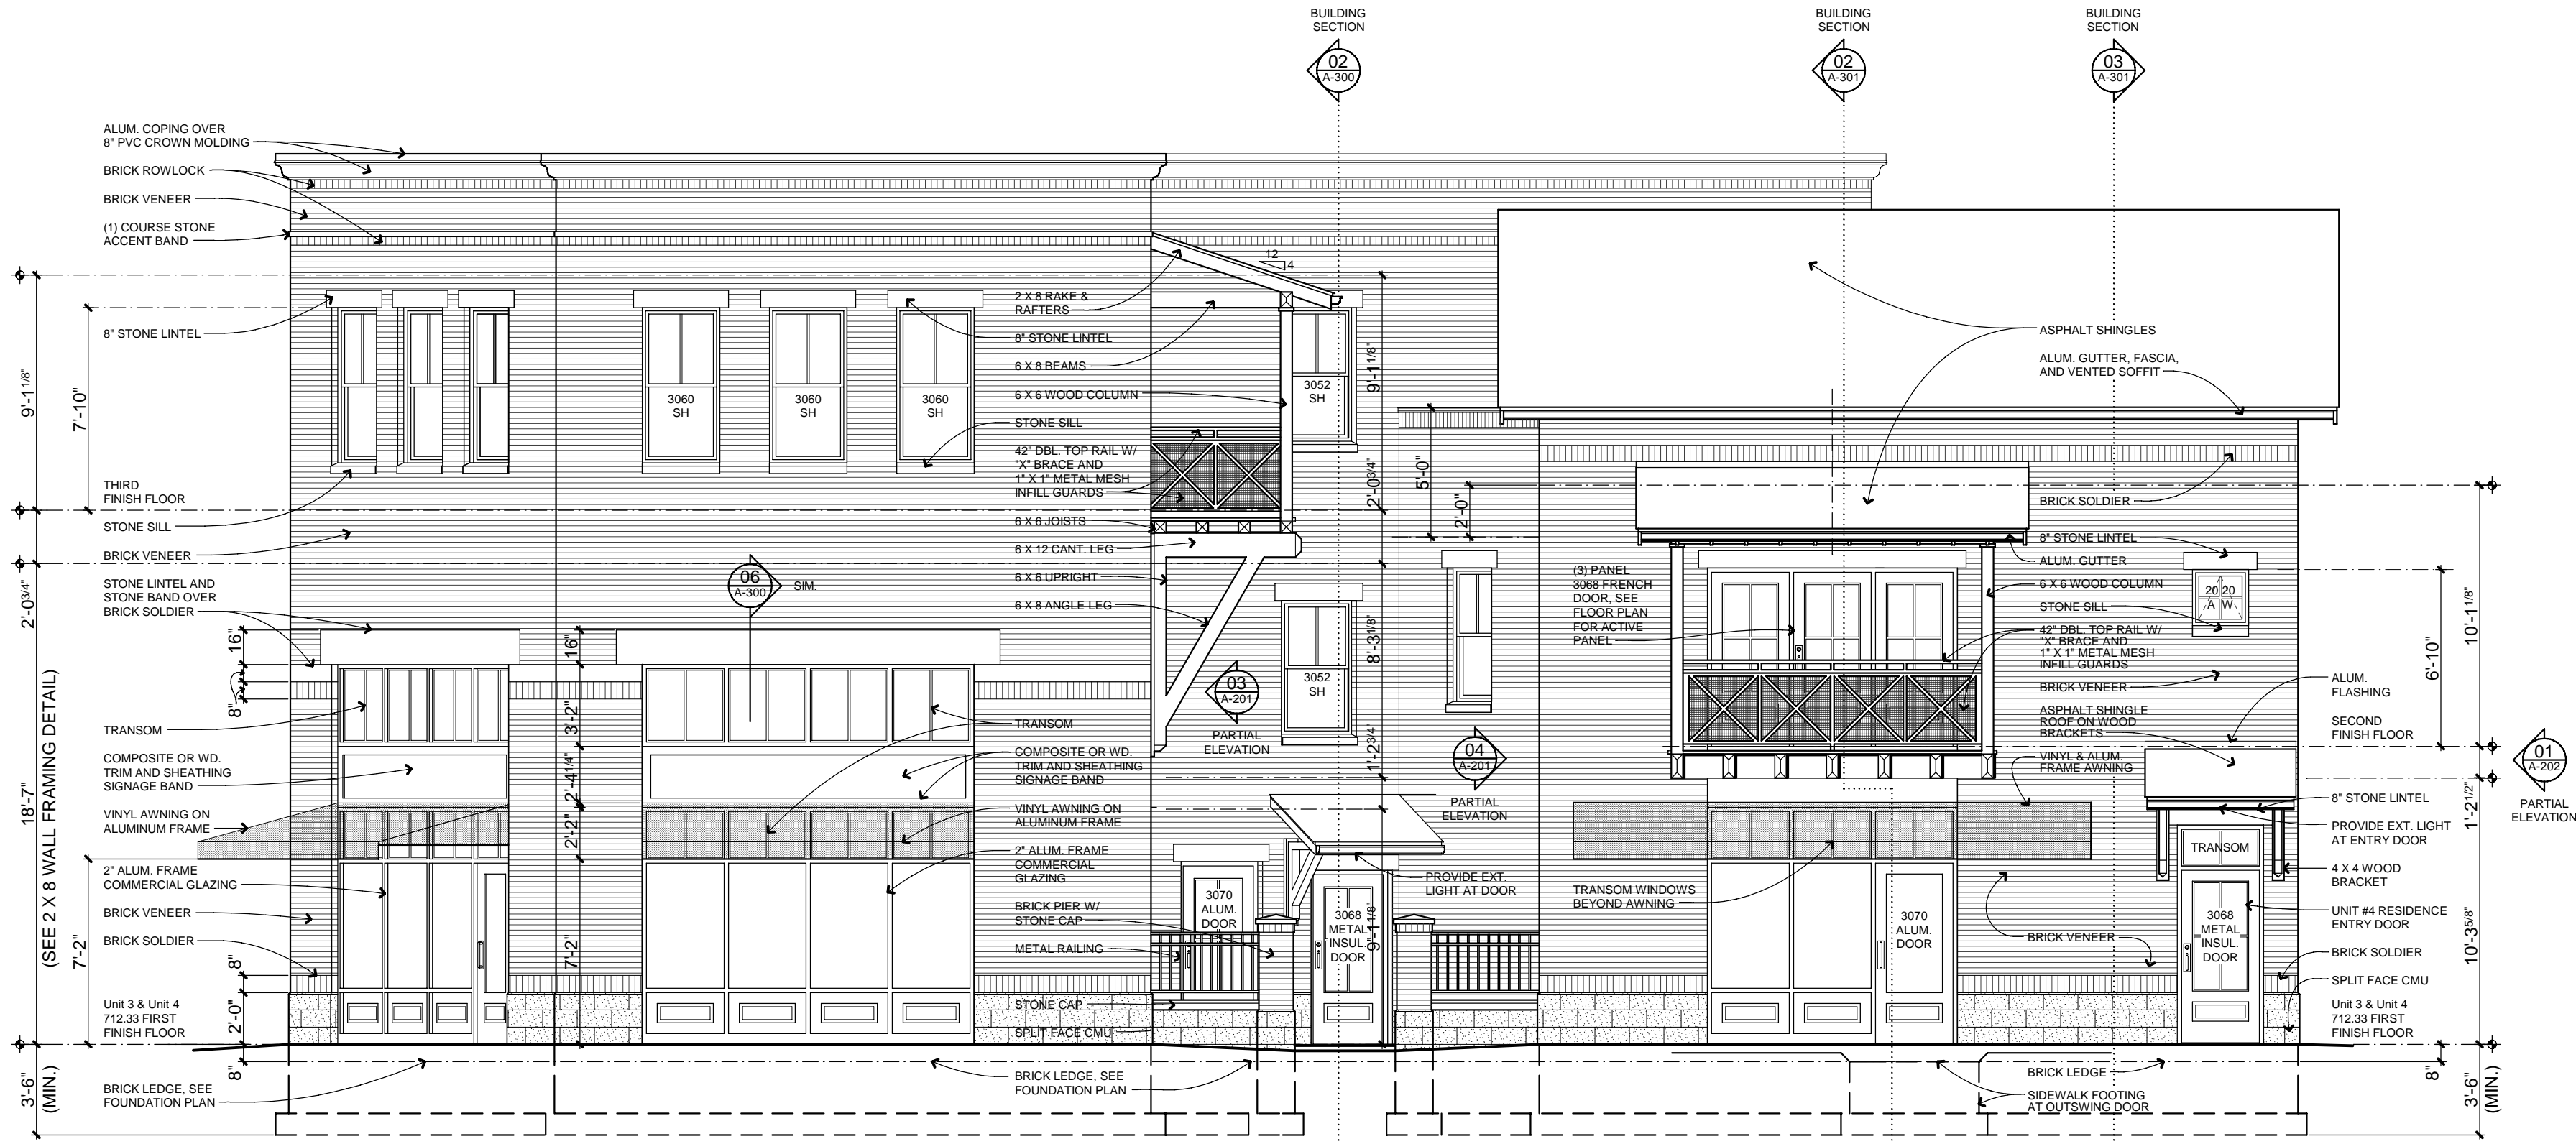 BUILDING
SECTION
02
A-300
BUILDING
SECTION
02
A-301
BUILDING
SECTION
03
A-301
ALUM. COPING OVER
8" PVC CROWN MOLDING
BRICK ROWLOCK
BRICK VENEER
(1) COURSE STONE
ACCENT BAND
8" STONE LINTEL
THIRD
FINISH FLOOR
STONE SILL
BRICK VENEER
STONE LINTEL AND
STONE BAND OVER
BRICK SOLDIER
TRANSOM
COMPOSITE OR WD.
TRIM AND SHEATHING
SIGNAGE BAND
VINYL AWNING ON
ALUMINUM FRAME
2" ALUM. FRAME
COMMERCIAL GLAZING
BRICK VENEER
BRICK SOLDIER
Unit 3 & Unit 4
712.33 FIRST
FINISH FLOOR
BRICK LEDGE, SEE
FOUNDATION PLAN
9'-1 1/8"
7'-10"
2'-0 3/4"
18'-7"
(SEE 2 X 8 WALL FRAMING DETAIL)
7'-2"
3'-6"
(MIN.)
16"
8"
8"
2'-0"
8"
16"
3'-2"
2'-4 1/4"
2'-2"
7'-2"
3060
SH
3060
SH
3060
SH
06
A-300
SIM.
12
4
2 X 8 RAKE &
RAFTERS
8" STONE LINTEL
6 X 8 BEAMS
6 X 6 WOOD COLUMN
STONE SILL
42" DBL. TOP RAIL W/
"X" BRACE AND
1" X 1" METAL MESH
INFILL GUARDS
6 X 6 JOISTS
6 X 12 CANT. LEG
6 X 6 UPRIGHT
6 X 8 ANGLE LEG
TRANSOM
COMPOSITE OR WD.
TRIM AND SHEATHING
SIGNAGE BAND
VINYL AWNING ON
ALUMINUM FRAME
2" ALUM. FRAME
COMMERCIAL
GLAZING
BRICK PIER W/
STONE CAP
METAL RAILING
STONE CAP
SPLIT FACE CMU
BRICK LEDGE, SEE
FOUNDATION PLAN
3052
SH
3052
SH
03
A-201
PARTIAL
ELEVATION
9'-1 1/8"
2'-0 3/4"
8'-3 1/8"
1'-2 3/4"
9'-1 1/8"
5'-0"
2'-0"
04
A-201
PARTIAL
ELEVATION
3070
ALUM.
DOOR
3068
METAL
INSUL.
DOOR
PROVIDE EXT.
LIGHT AT DOOR
(3) PANEL
3068 FRENCH
DOOR, SEE
FLOOR PLAN
FOR ACTIVE
PANEL
TRANSOM WINDOWS
BEYOND AWNING
3070
ALUM.
DOOR
ASPHALT SHINGLES
ALUM. GUTTER, FASCIA,
AND VENTED SOFFIT
BRICK SOLDIER
8" STONE LINTEL
ALUM. GUTTER
6 X 6 WOOD COLUMN
STONE SILL
42" DBL. TOP RAIL W/
"X" BRACE AND
1" X 1" METAL MESH
INFILL GUARDS
BRICK VENEER
ASPHALT SHINGLE
ROOF ON WOOD
BRACKETS
VINYL & ALUM.
FRAME AWNING
BRICK VENEER
BRICK LEDGE
SIDEWALK FOOTING
AT OUTSWING DOOR
20 20
A W
TRANSOM
3068
METAL
INSUL.
DOOR
ALUM.
FLASHING
SECOND
FINISH FLOOR
8" STONE LINTEL
PROVIDE EXT. LIGHT
AT ENTRY DOOR
4 X 4 WOOD
BRACKET
UNIT #4 RESIDENCE
ENTRY DOOR
BRICK SOLDIER
SPLIT FACE CMU
Unit 3 & Unit 4
712.33 FIRST
FINISH FLOOR
6'-10"
10'-1 1/8"
1'-2 1/2"
10'-3 5/8"
8"
3'-6"
(MIN.)
01
A-202
PARTIAL
ELEVATION